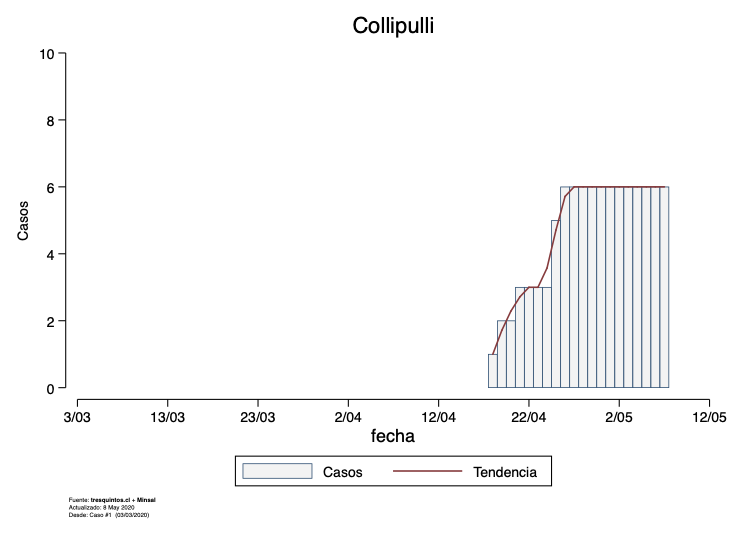 Collipulli
10
8
6
4
2
0
Casos
3/03 13/03 23/03 2/04 12/04 22/04 2/05 12/05
fecha
Casos Tendencia
Fuente: tresquintos.cl + Minsal
Actualizado: 8 May 2020
Desde: Caso #1 (03/03/2020)